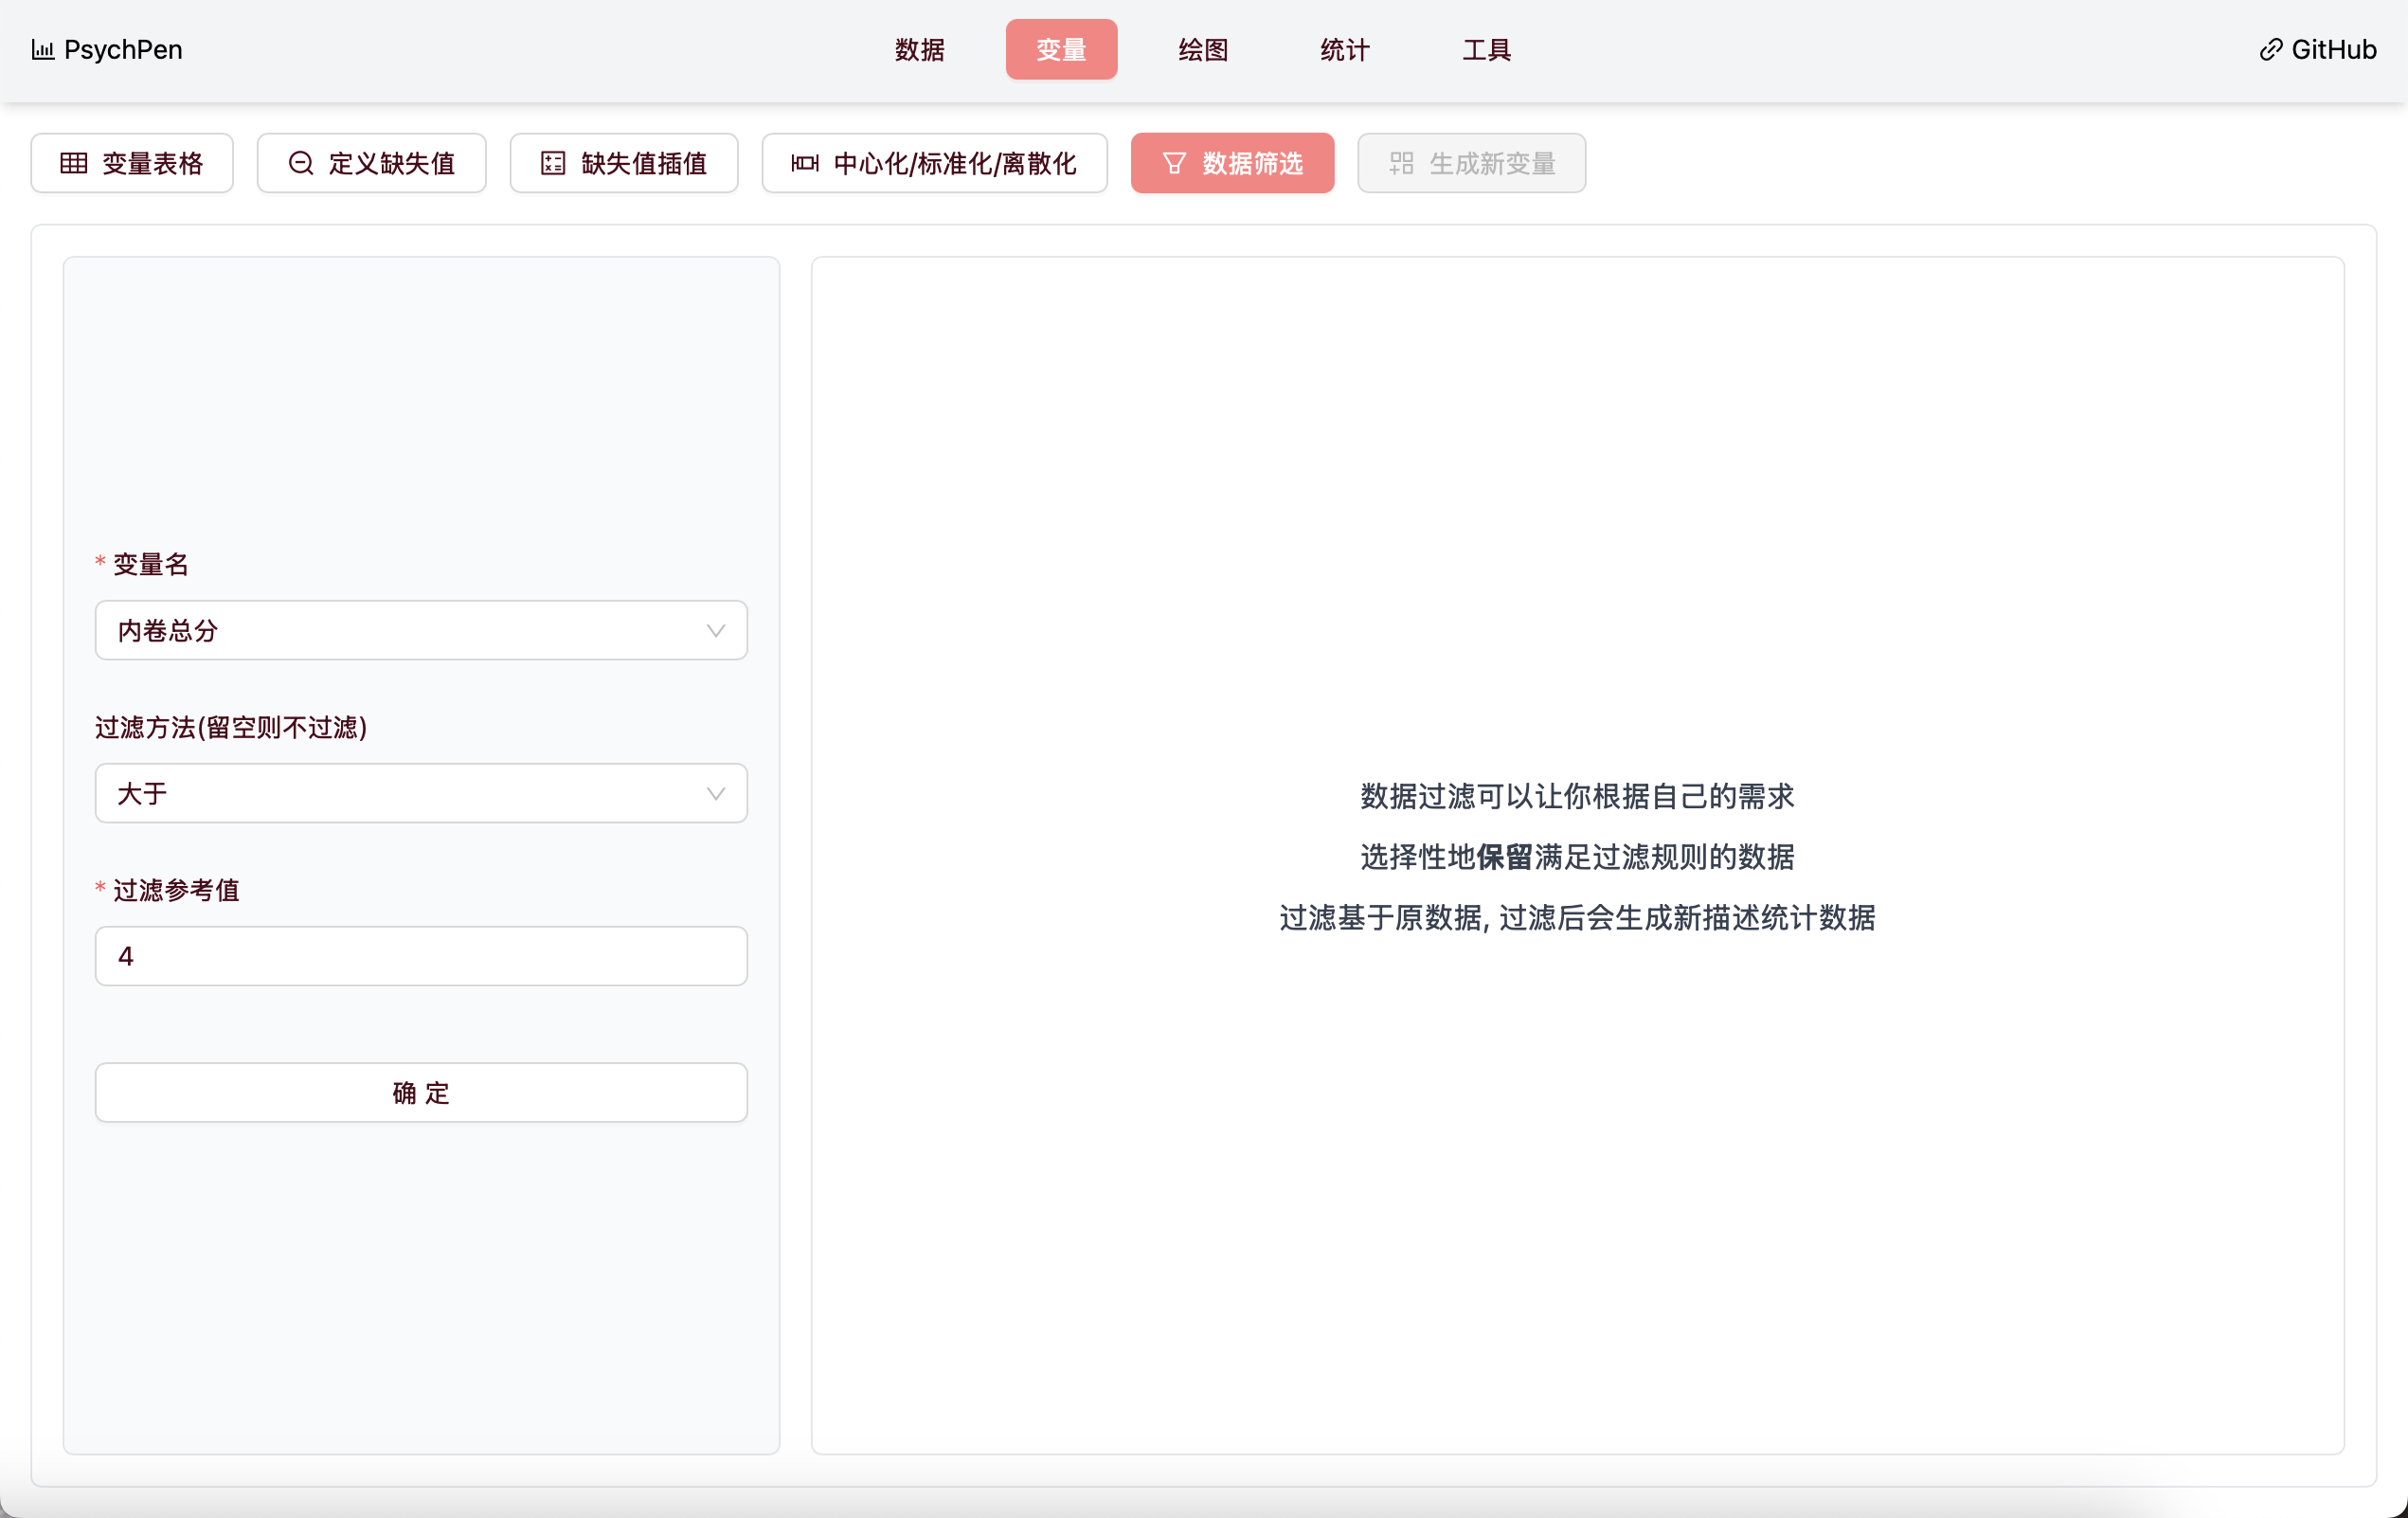 PsychPen
数据
变量
绘图
统计
工具
GitHub
变量表格
定义缺失值
缺失值插值
中心化/标准化/离散化
数据筛选
生成新变量
* 变量名
内卷总分
过滤方法(留空则不过滤)
大于
* 过滤参考值
4
确 定
数据过滤可以让你根据自己的需求
选择性地保留满足过滤规则的数据
过滤基于原数据, 过滤后会生成新描述统计数据